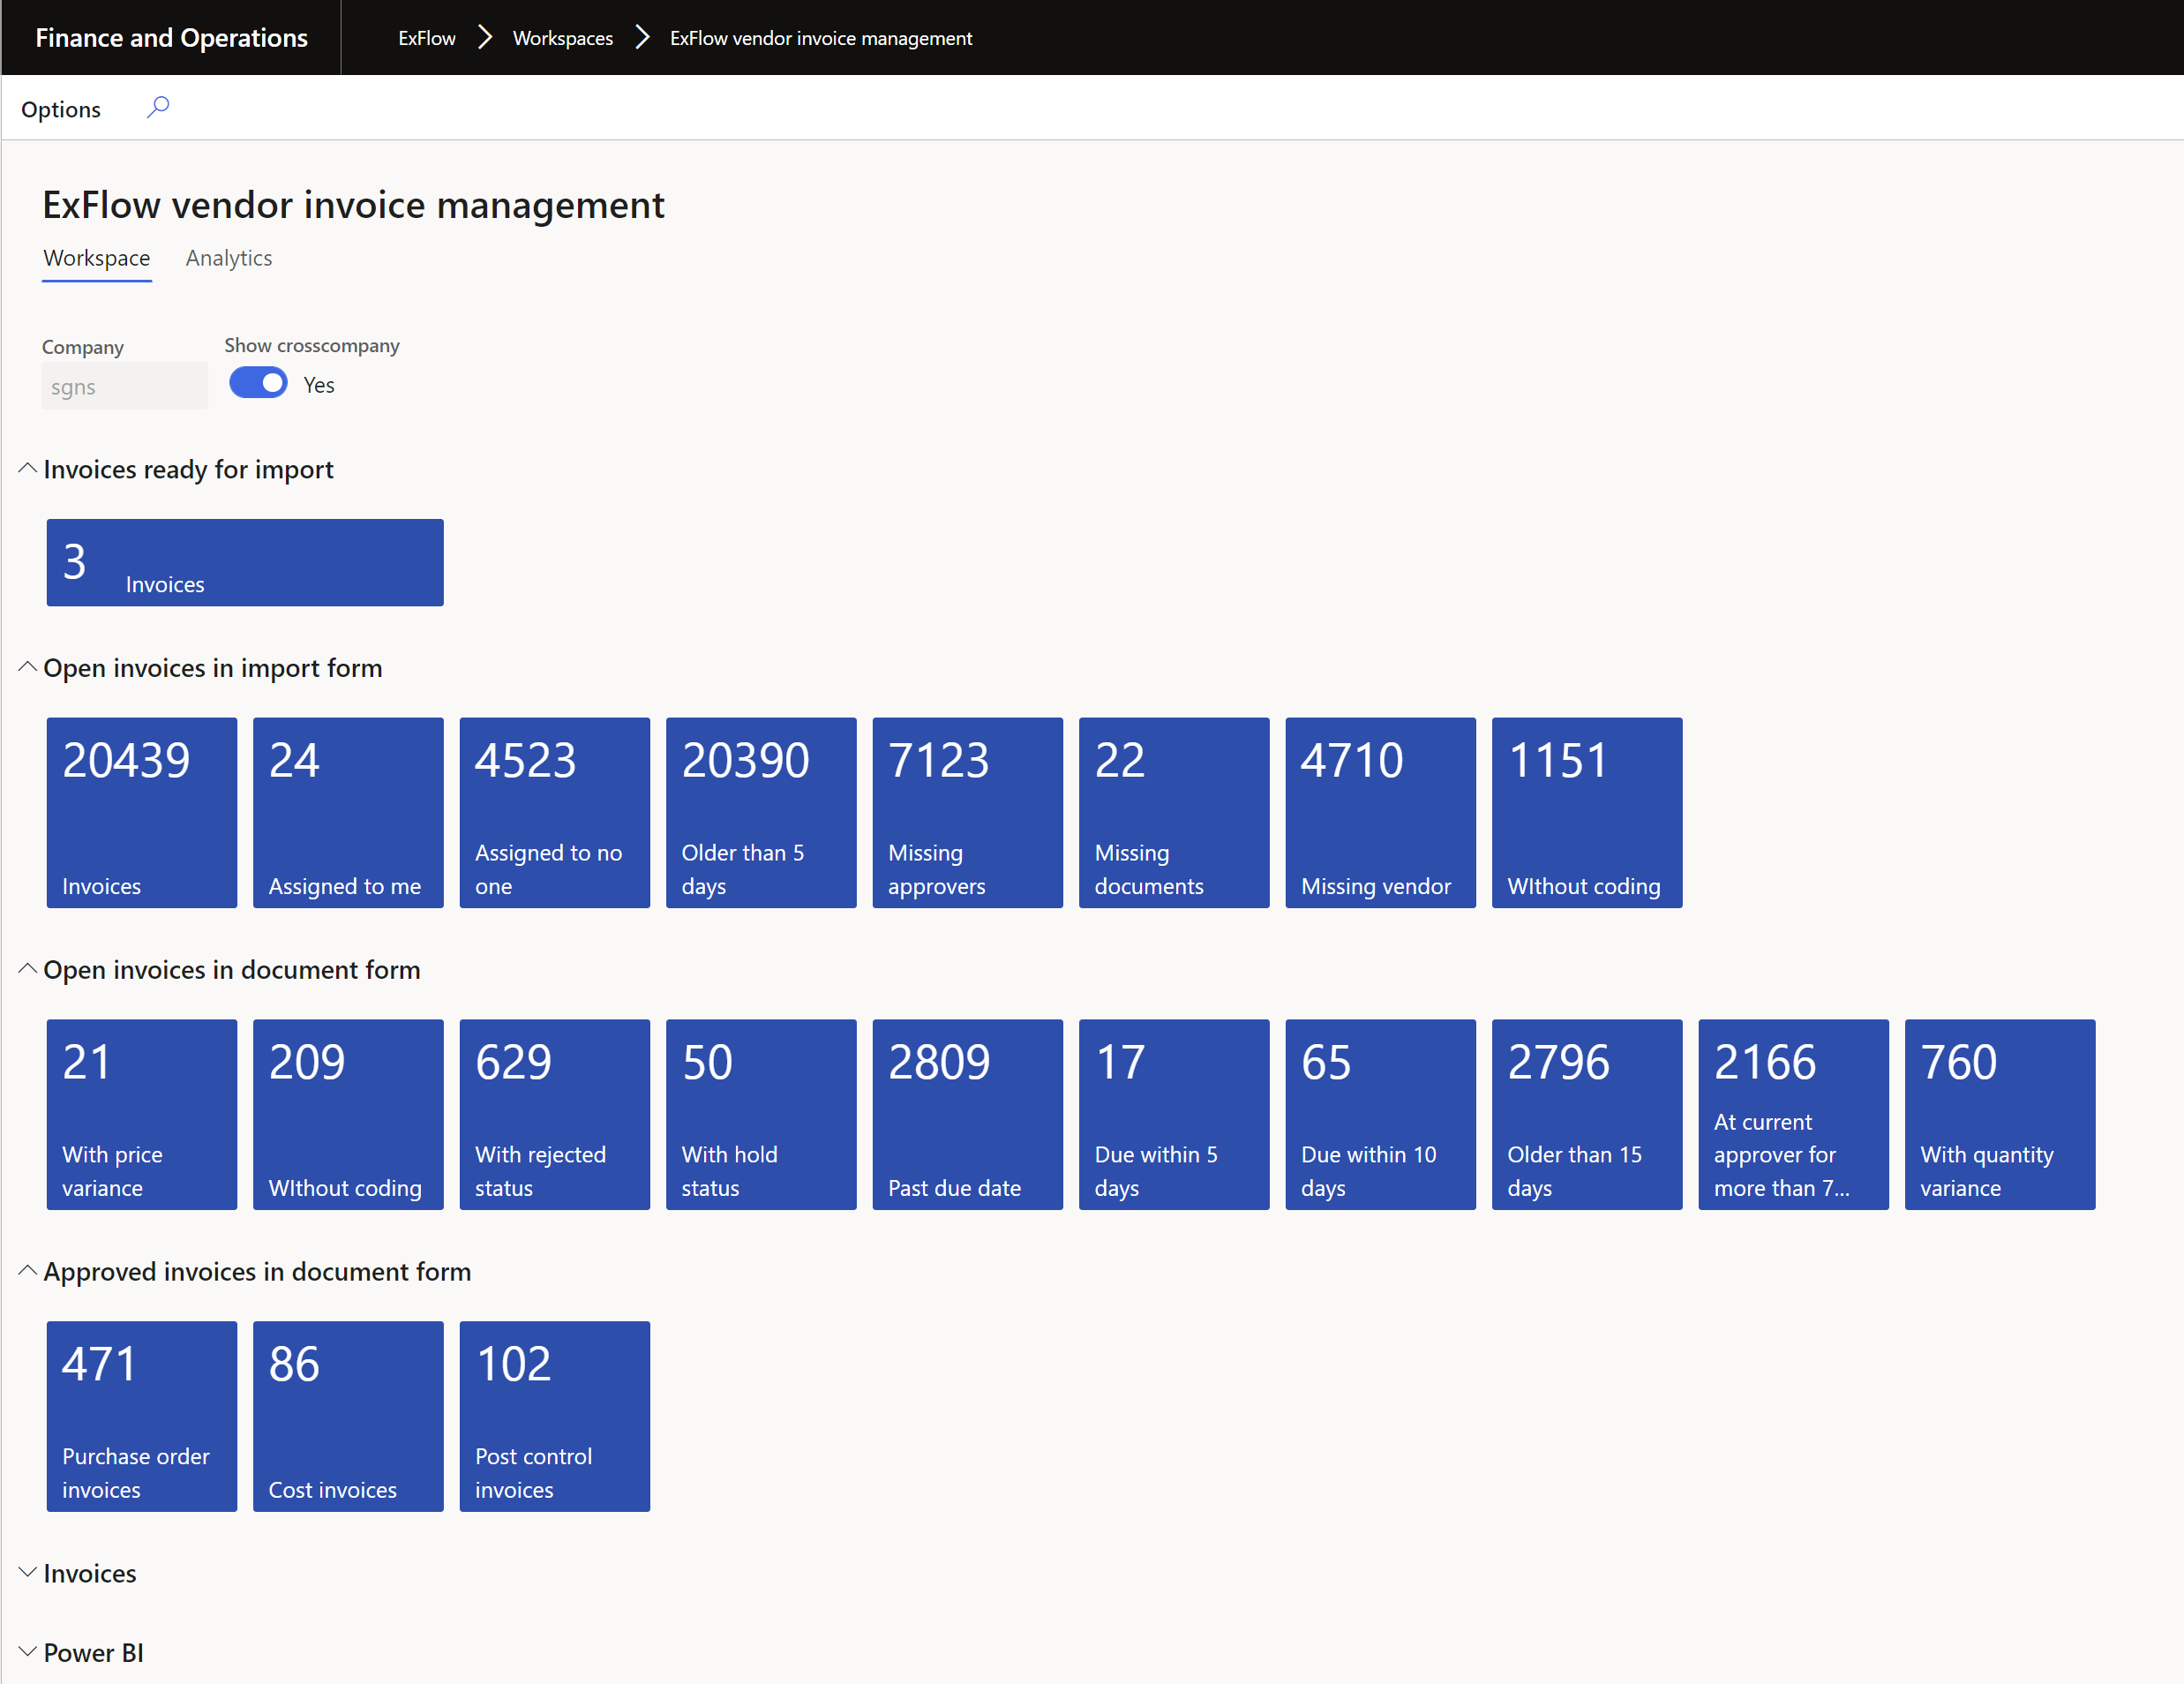 Finance and Operations
ExFlow
Workspaces
ExFlow vendor invoice management
Options
ExFlow vendor invoice management
Workspace
Analytics
Company
Show crosscompany
sgns
Yes
Invoices ready for import
3
Invoices
Open invoices in import form
20439
Invoices
24
Assigned to me
4523
Assigned to no
one
20390
Older than 5
days
7123
Missing
approvers
22
Missing
documents
4710
Missing vendor
1151
WIthout coding
Open invoices in document form
21
With price
variance
209
WIthout coding
629
With rejected
status
50
With hold
status
2809
Past due date
17
Due within 5
days
65
Due within 10
days
2796
Older than 15
days
2166
At current
approver for
more than 7...
760
With quantity
variance
Approved invoices in document form
471
Purchase order
invoices
86
Cost invoices
102
Post control
invoices
Invoices
Power BI